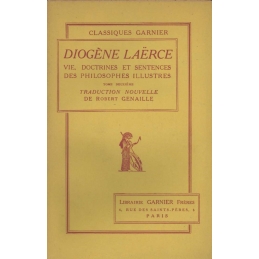 CLASSIQUES GARNIER
DIOGÈNE LAËRCE
VIE, DOCTRINES ET SENTENCES
DES PHILOSOPHES ILLUSTRES
TOME
TRADUCTION NOUVELLE
DE ROBERT GENAILLE
LIBRAIRIE GARNIER FRÈRES
6, RUE DES SAINTS-PÈRES, 6
PARIS